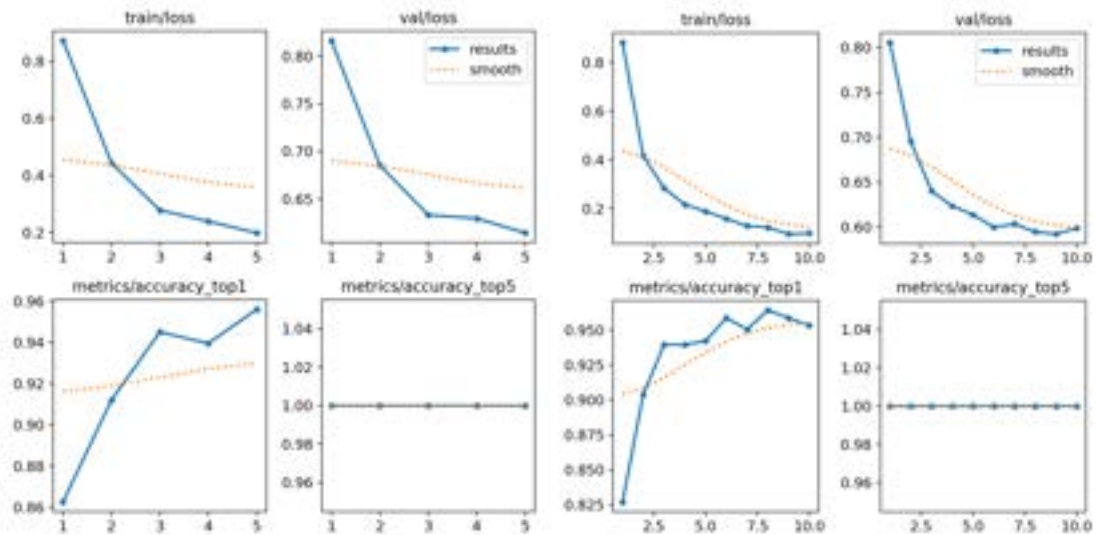 train/loss
val/loss
train/loss
val/loss
0.8
0.6
0.4
0.2
1 2 3 4 5
results
smooth
0.80
0.75
0.70
0.65
1 2 3 4 5
0.8
0.6
0.4
0.2
2.5 5.0 7.5 10.0
results
smooth
0.80
0.75
0.70
0.65
0.60
2.5 5.0 7.5 10.0
metrics/accuracy_top1
metrics/accuracy_top5
metrics/accuracy_top1
metrics/accuracy_top5
0.96
0.94
0.92
0.90
0.88
0.86
1 2 3 4 5
1.04
1.02
1.00
0.98
0.96
1 2 3 4 5
0.950
0.925
0.900
0.875
0.850
0.825
2.5 5.0 7.5 10.0
1.04
1.02
1.00
0.98
0.96
2.5 5.0 7.5 10.0